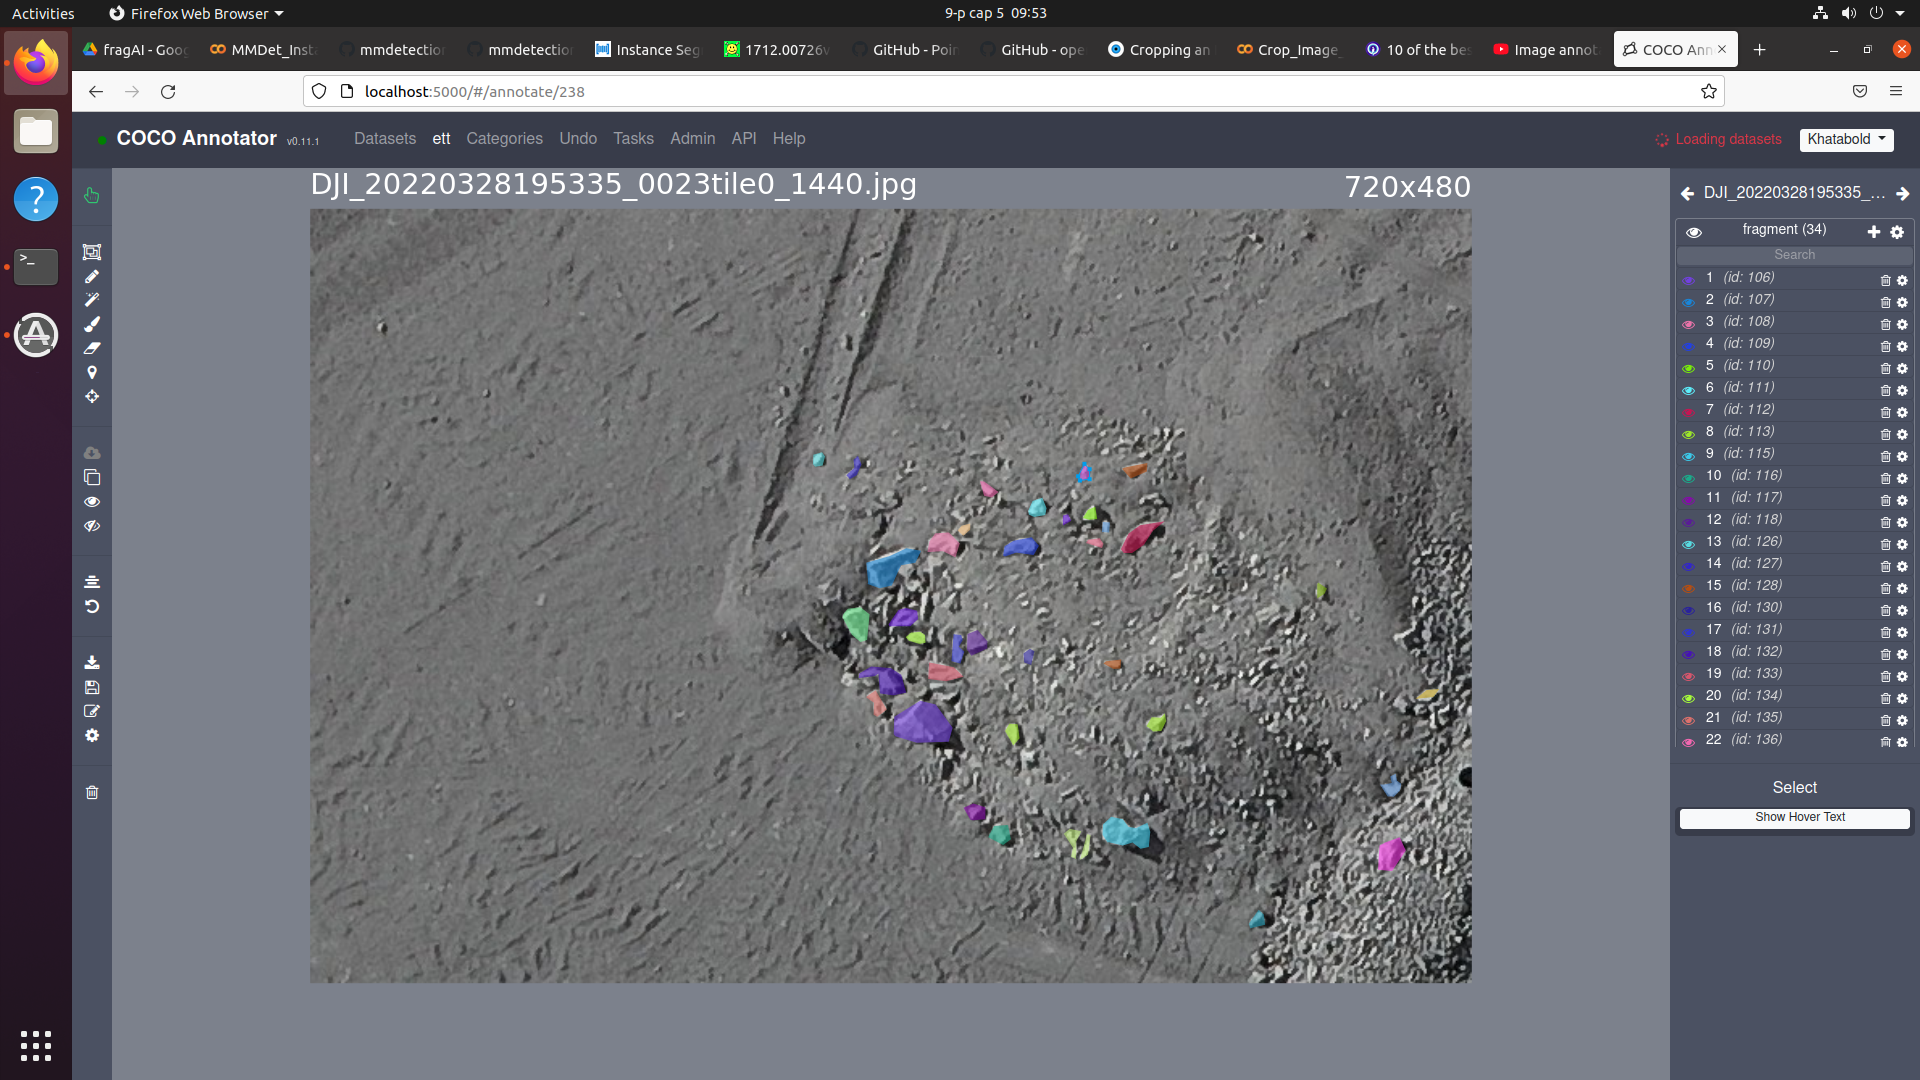 Activities
Firefox Web Browser
9-р сар 5 09:53
fragAI - Goo
MMDet_Inst
mmdetection
mmdetection
Instance Seg
1712.00726v
GitHub - Poin
GitHub - ope
Cropping an
Crop_Image_
10 of the bes
Image annot
COCO Ann
localhost:5000/#/annotate/238
COCO Annotator v0.11.1
Datasets
ett
Categories
Undo
Tasks
Admin
API
Help
Loading datasets
Khatabold
DJI_20220328195335_0023tile0_1440.jpg
720x480
DJI_20220328195335_...
fragment (34)
Search
1 (id: 106)
2 (id: 107)
3 (id: 108)
4 (id: 109)
5 (id: 110)
6 (id: 111)
7 (id: 112)
8 (id: 113)
9 (id: 115)
10 (id: 116)
11 (id: 117)
12 (id: 118)
13 (id: 126)
14 (id: 127)
15 (id: 128)
16 (id: 130)
17 (id: 131)
18 (id: 132)
19 (id: 133)
20 (id: 134)
21 (id: 135)
22 (id: 136)
Select
Show Hover Text